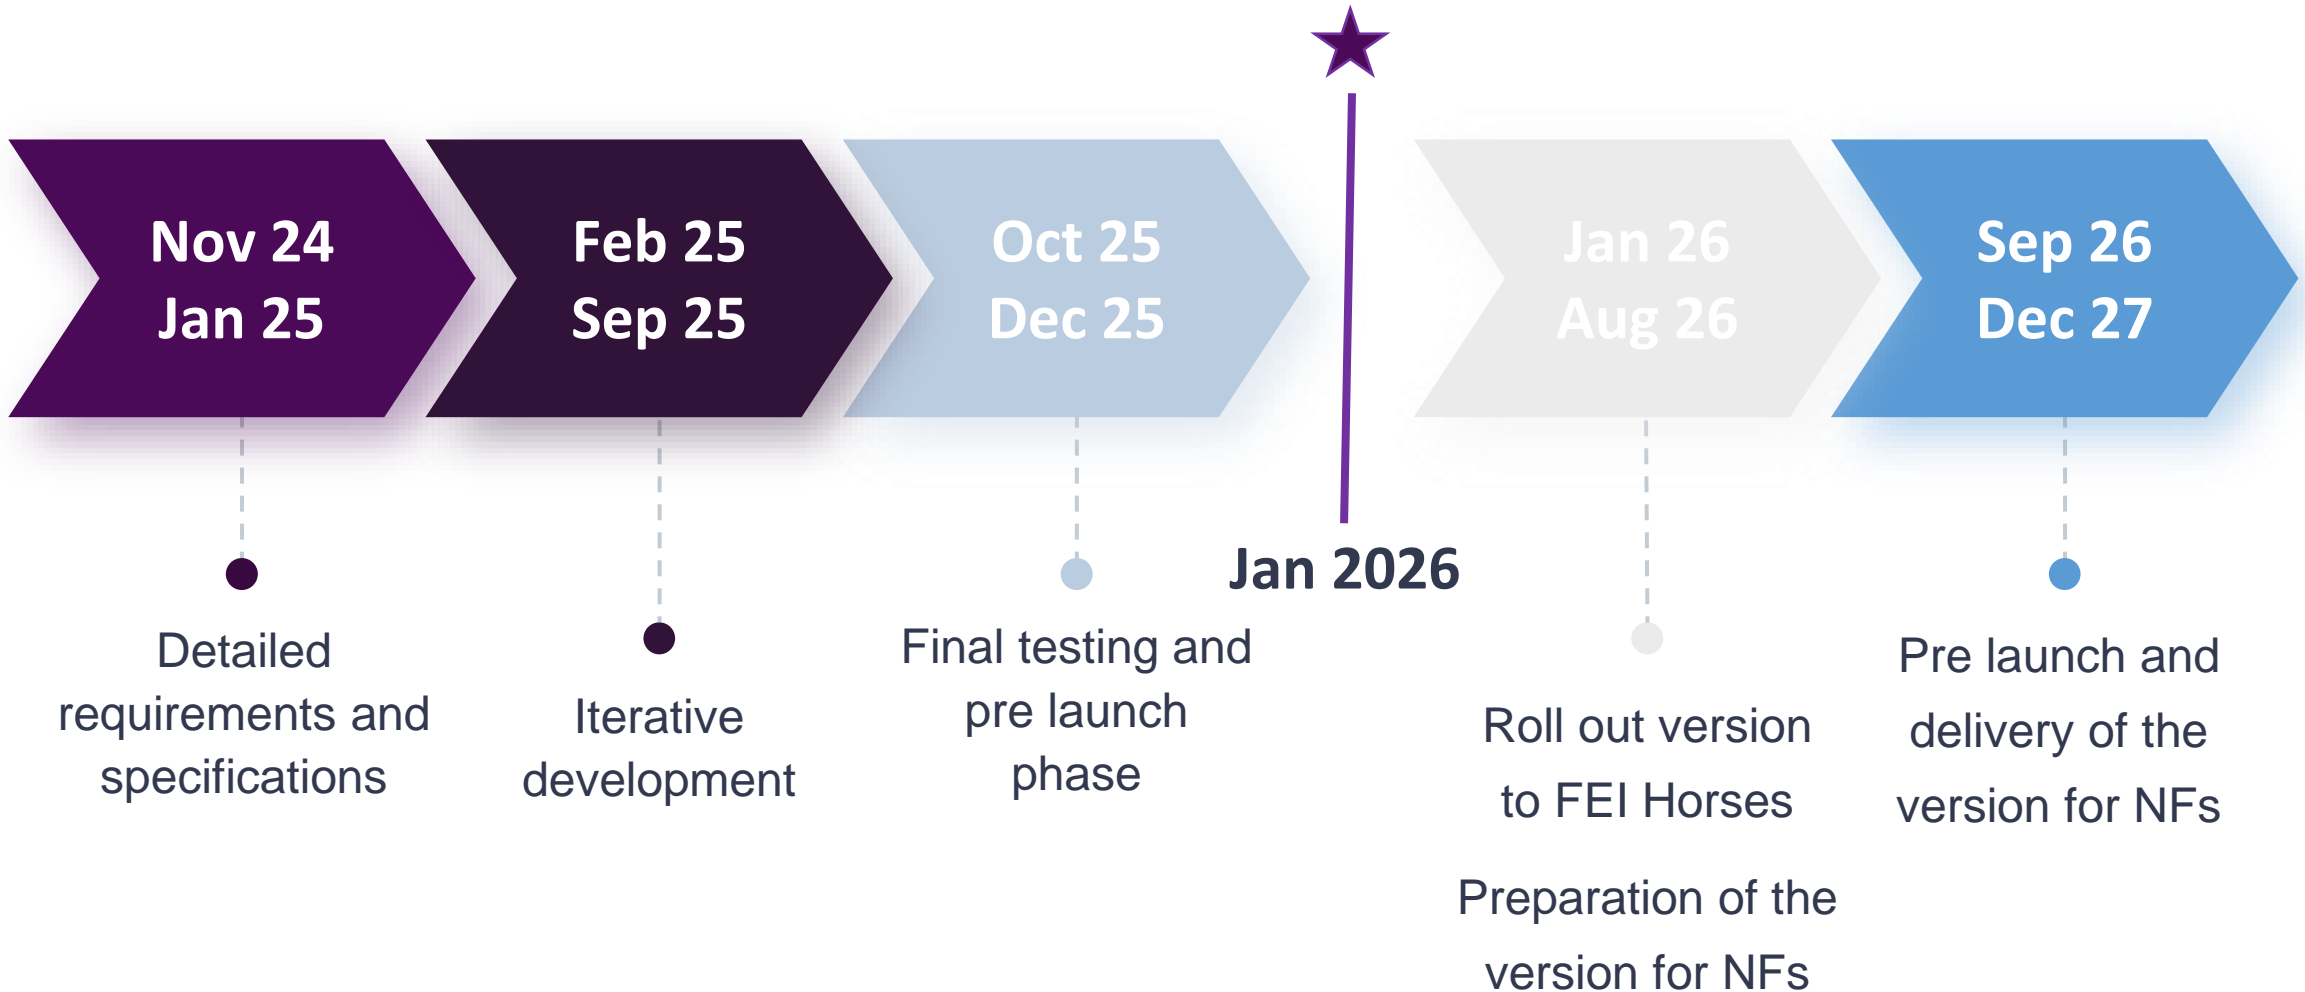 Nov 24
Jan 25
Feb 25
Sep 25
Oct 25
Dec 25
Jan 26
Aug 26
Sep 26
Dec 27
Jan 2026
Detailed
requirements and
specifications
Iterative
development
Final testing and
pre launch
phase
Roll out version
to FEI Horses
Preparation of the
version for NFs
Pre launch and
delivery of the
version for NFs